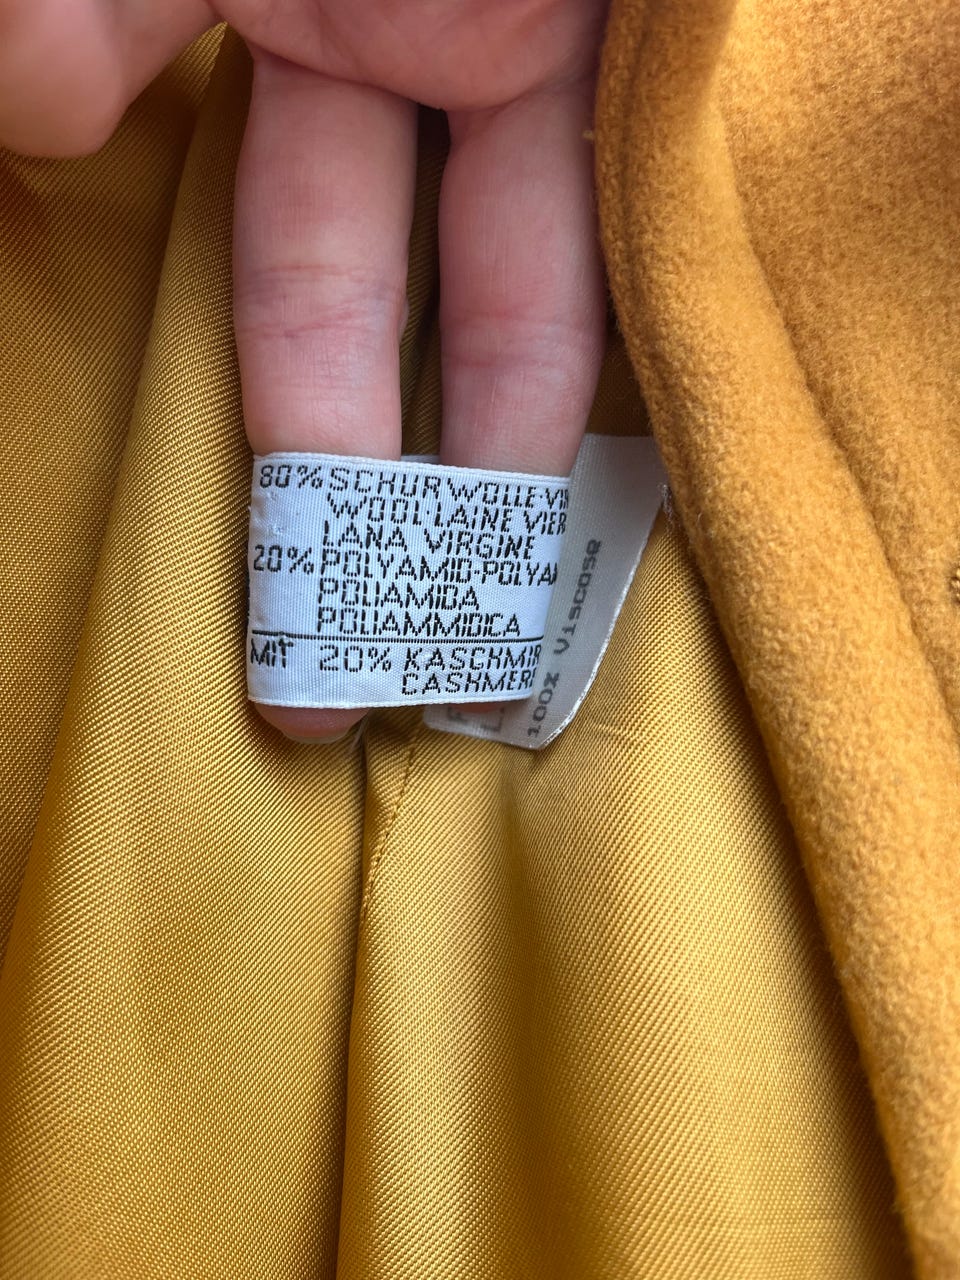 80% SCHURWOLLE-VI
WOOL·LAINE VIER
LANA VIRGINE
20% POLYAMID-POLYA
POLIAMIDA
POLIAMMIDICA
MIT 20% KASCHMIR
CASHMERE
100% Viscose